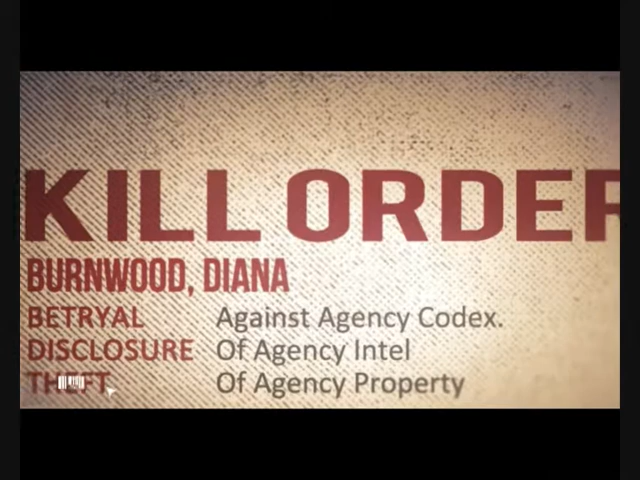 KILL ORDER
BURNWOOD, DIANA
BETRYAL Against Agency Codex.
DISCLOSURE Of Agency Intel
THEFT Of Agency Property